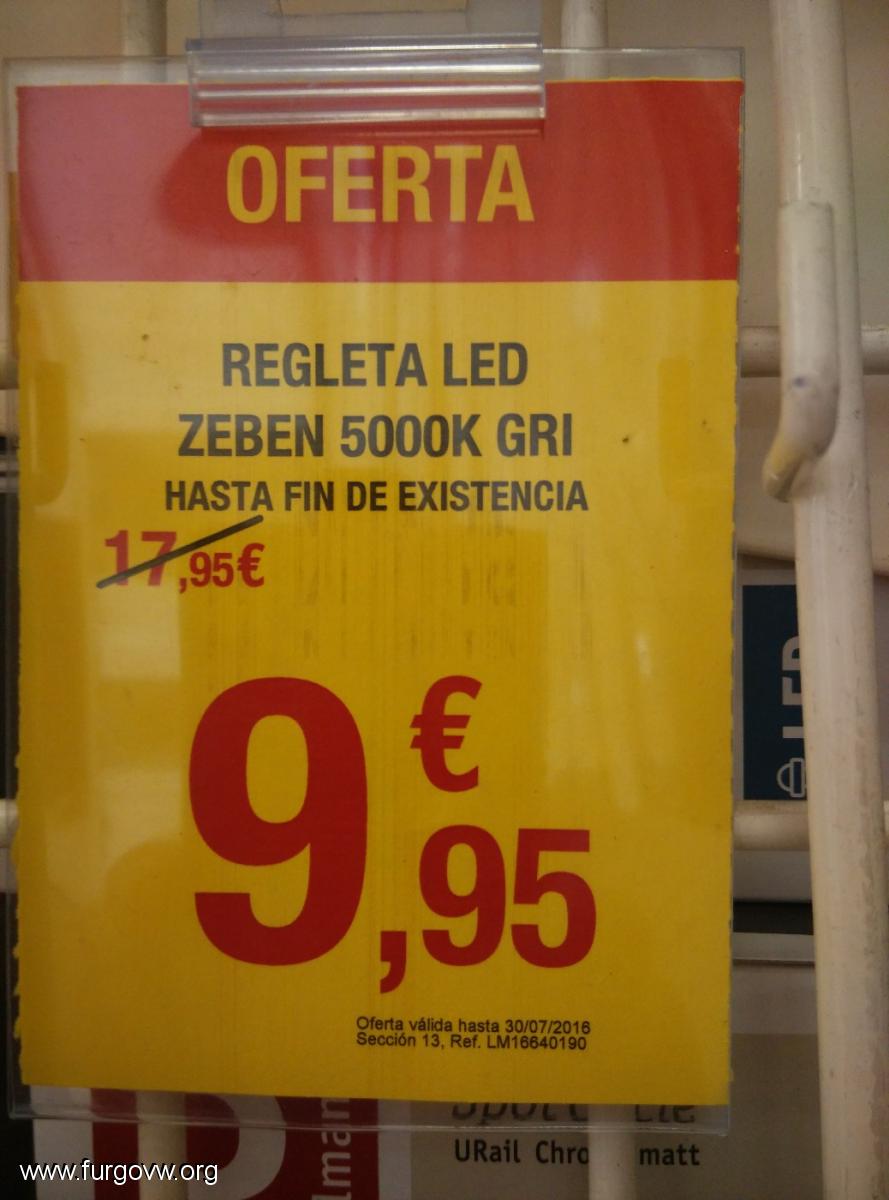 OFERTA
REGLETA LED
ZEBEN 5000K GRI
HASTA FIN DE EXISTENCIA
17,95€
9,95 €
Oferta válida hasta 30/07/2016
Sección 13, Ref. LM16640190
LED
URail Chro matt
www.furgovw.org